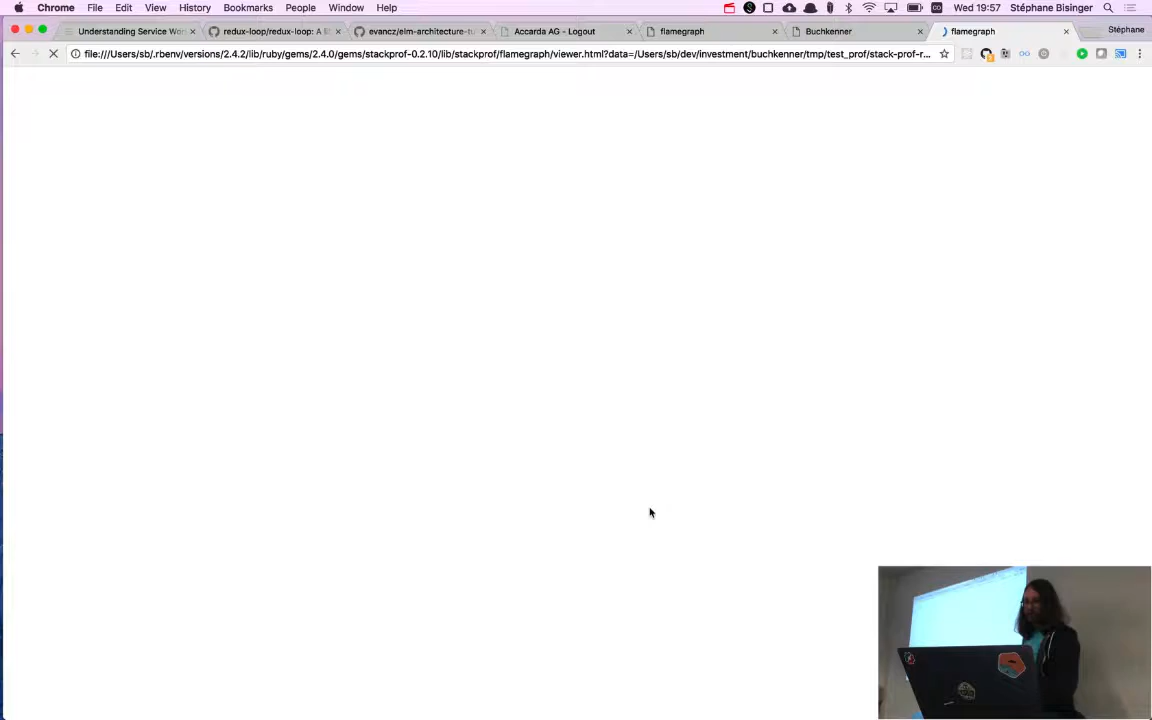 Chrome File Edit View History Bookmarks People Window Help Wed 19:57 Stéphane Bisinger
Understanding Service Wor redux-loop/redux-loop: A li evancz/elm-architecture-tu Accarda AG - Logout flamegraph Buchkenner flamegraph Stéphane
file:///Users/sb/.rbenv/versions/2.4.2/lib/ruby/gems/2.4.0/gems/stackprof-0.2.10/lib/stackprof/flamegraph/viewer.html?data=/Users/sb/dev/investment/buchkenner/tmp/test_prof/stack-prof-r...